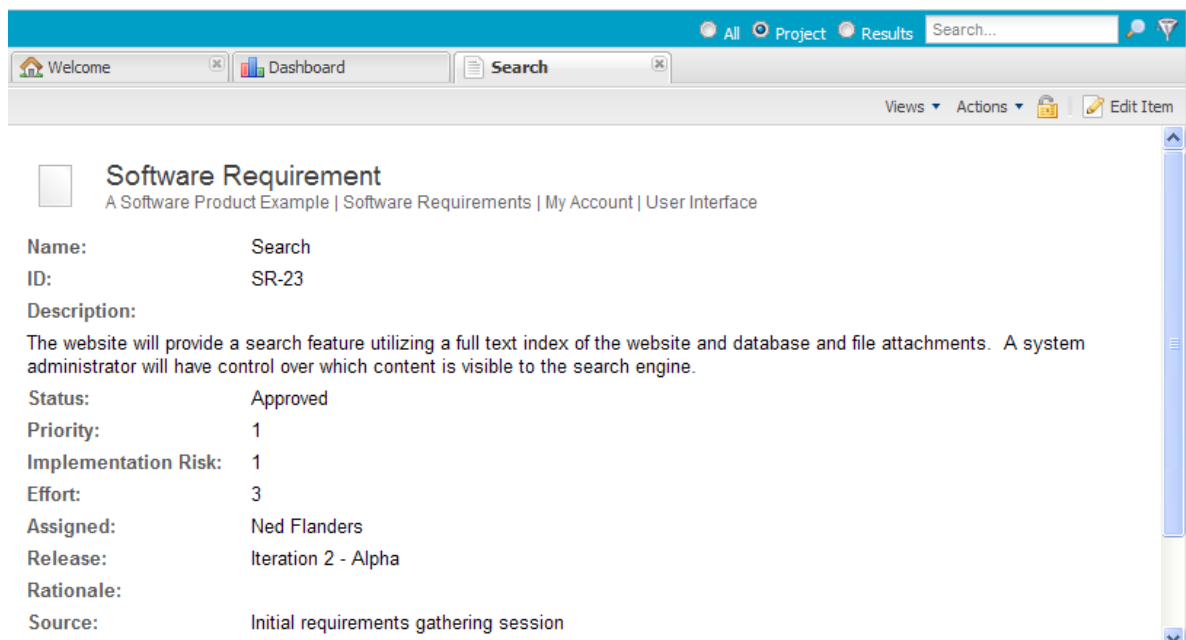 All Project Results Search...
Welcome Dashboard Search
Views Actions Edit Item
Software Requirement
A Software Product Example | Software Requirements | My Account | User Interface
Name: Search
ID: SR-23
Description:
The website will provide a search feature utilizing a full text index of the website and database and file attachments.  A system
administrator will have control over which content is visible to the search engine.
Status: Approved
Priority: 1
Implementation Risk: 1
Effort: 3
Assigned: Ned Flanders
Release: Iteration 2 - Alpha
Rationale:
Source: Initial requirements gathering session